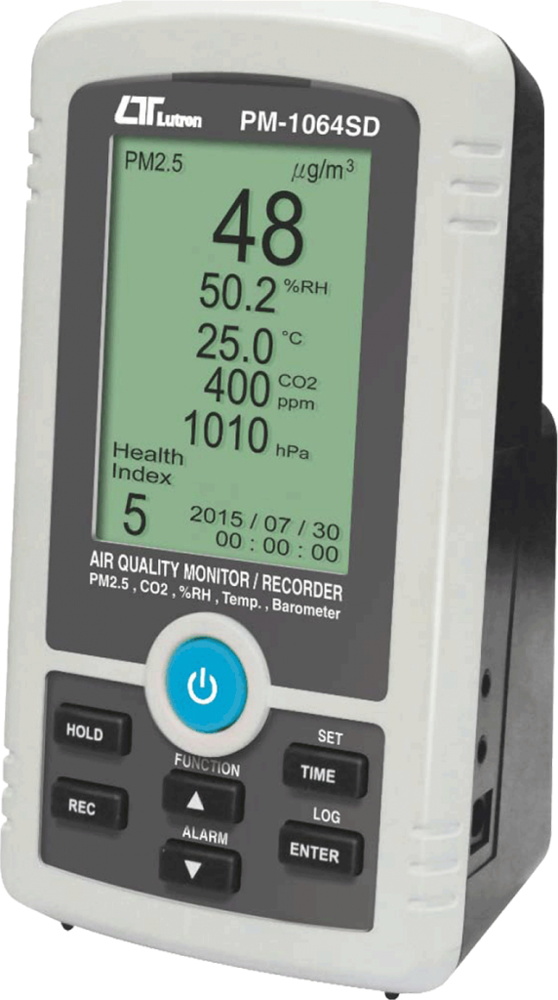 Lutron PM-1064SD
PM2.5 μg/m³
48
50.2 %RH
25.0 °C
400 CO2 ppm
1010 hPa
Health
Index
5 2015 / 07 / 30
00 : 00 : 00
AIR QUALITY MONITOR / RECORDER
PM2.5 , CO2 , %RH , Temp. , Barometer
HOLD FUNCTION SET
TIME
REC ALARM LOG
ENTER